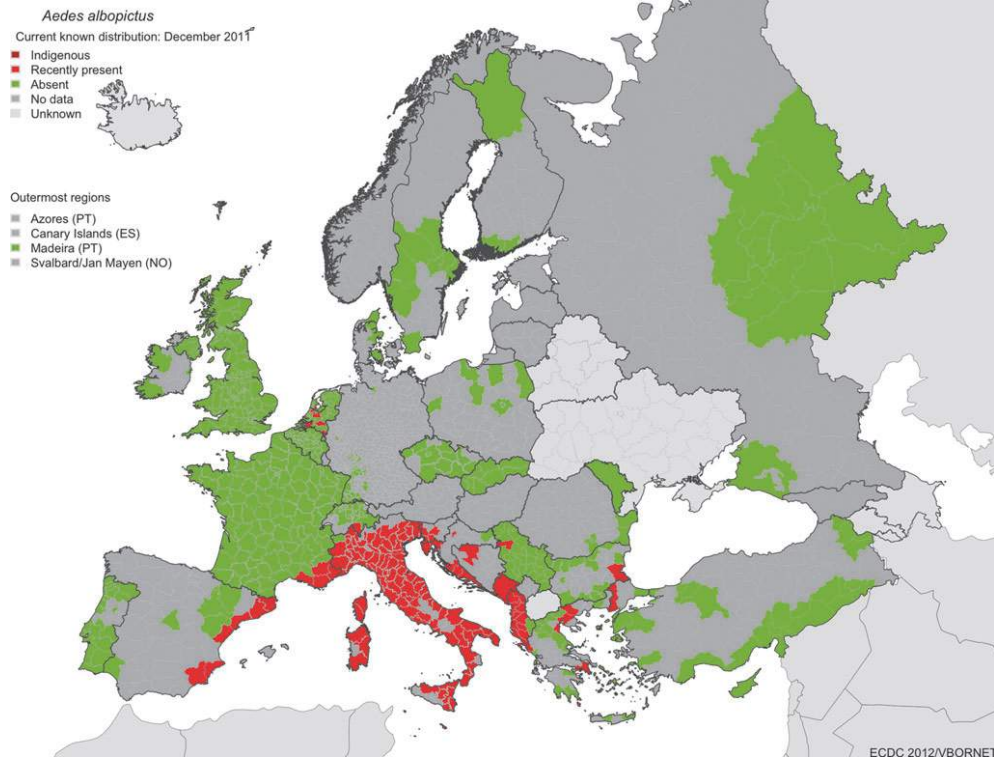 Aedes albopictus
Current known distribution: December 2011
Indigenous
Recently present
Absent
No data
Unknown
Outermost regions
Azores (PT)
Canary Islands (ES)
Madeira (PT)
Svalbard/Jan Mayen (NO)
ECDC 2012/VBORNET